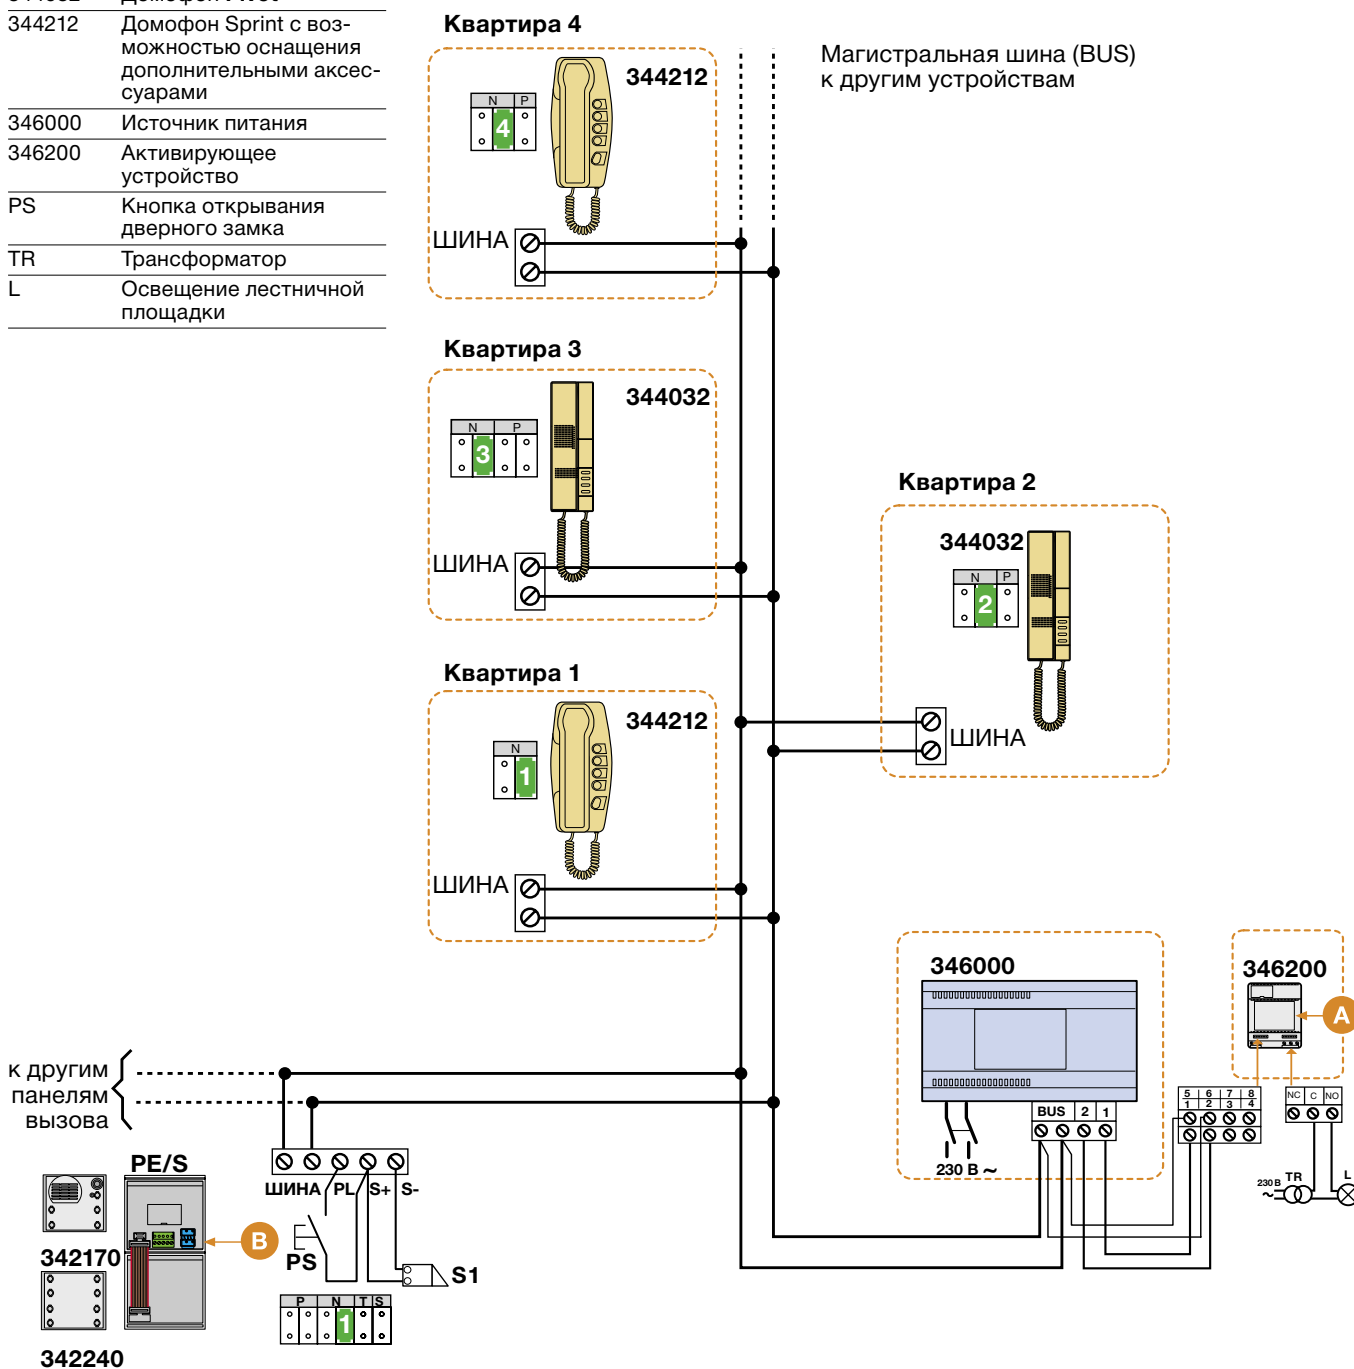 344212 Домофон Sprint с воз-
можностью оснащения
дополнительными аксес-
суарами
346000 Источник питания
346200 Активирующее
устройство
PS Кнопка открывания
дверного замка
TR Трансформатор
L Освещение лестничной
площадки
Квартира 4
344212
N P
4
ШИНА
Магистральная шина (BUS)
к другим устройствам
Квартира 3
344032
N P
3
ШИНА
Квартира 2
344032
N P
2
ШИНА
Квартира 1
344212
N
1
ШИНА
346000
BUS 2 1
230 В ~
346200
A
5 6 7 8
1 2 3 4
NC C NO
230 В
~
TR
L
к другим
панелям
вызова
PE/S
342170
342240
B
ШИНА PL S+ S-
PS
S1
P N T S
1